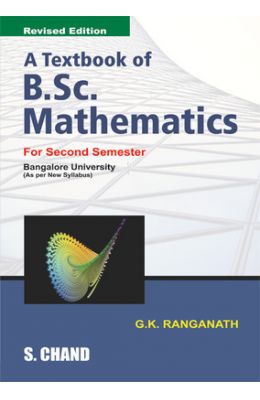 Revised Edition
A Textbook of
B.Sc.
Mathematics
For Second Semester
Bangalore University
(As per New Syllabus)
G.K. RANGANATH
S. CHAND